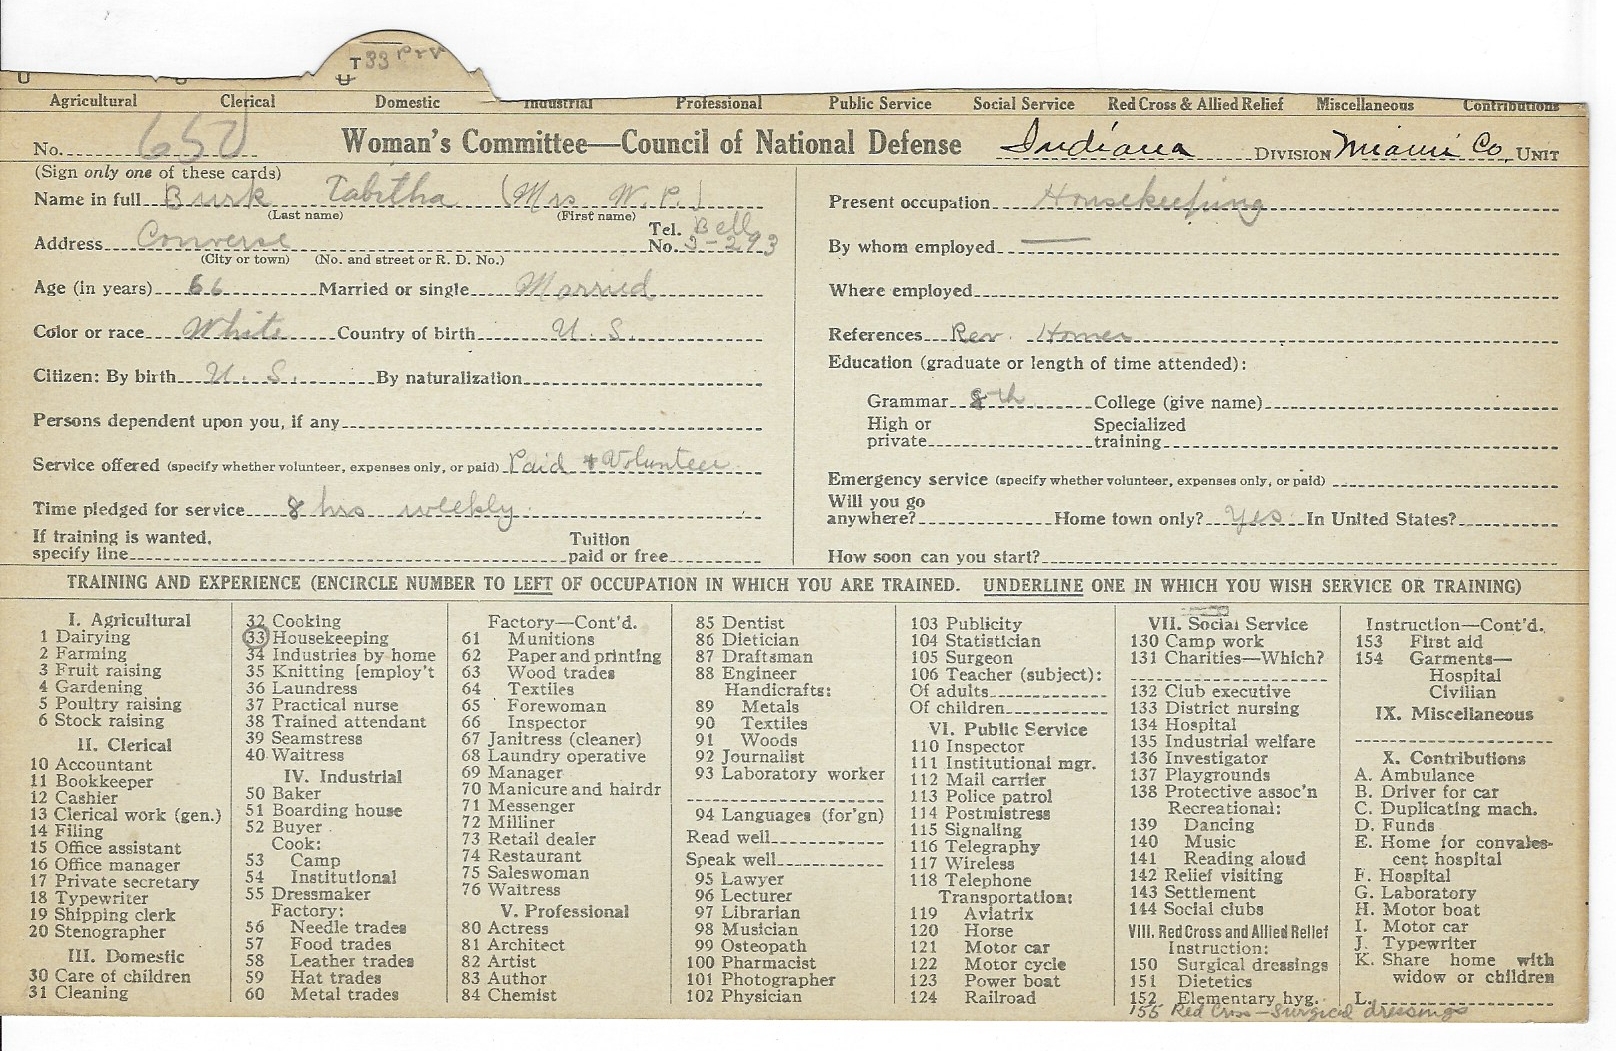 T 33 Prv
U U U
Agricultural Clerical Domestic Industrial Professional Public Service Social Service Red Cross & Allied Relief Miscellaneous Contributions
No. 650 Woman's Committee—Council of National Defense Indiana DIVISION Miami Co. UNIT
(Sign only one of these cards)
Name in full Burk Tabitha (Mrs W. P.)
(Last name) (First name)
Address Converse Tel. No. Bell 2-293
(City or town) (No. and street or R. D. No.)
Age (in years) 66 Married or single Married
Color or race White Country of birth U. S.
Citizen: By birth U. S. By naturalization
Persons dependent upon you, if any
Service offered (specify whether volunteer, expenses only, or paid) Paid + Volunteer
Time pledged for service 8 hrs weekly
If training is wanted, specify line Tuition paid or free
Present occupation Housekeeping
By whom employed —
Where employed
References Rev. Homer
Education (graduate or length of time attended):
Grammar 8th College (give name)
High or private Specialized training
Emergency service (specify whether volunteer, expenses only, or paid)
Will you go anywhere? Home town only? Yes In United States?
How soon can you start?
TRAINING AND EXPERIENCE (ENCIRCLE NUMBER TO LEFT OF OCCUPATION IN WHICH YOU ARE TRAINED. UNDERLINE ONE IN WHICH YOU WISH SERVICE OR TRAINING)
I. Agricultural
1 Dairying
2 Farming
3 Fruit raising
4 Gardening
5 Poultry raising
6 Stock raising
II. Clerical
10 Accountant
11 Bookkeeper
12 Cashier
13 Clerical work (gen.)
14 Filing
15 Office assistant
16 Office manager
17 Private secretary
18 Typewriter
19 Shipping clerk
20 Stenographer
III. Domestic
30 Care of children
31 Cleaning
32 Cooking
33 Housekeeping
34 Industries by home
35 Knitting [employ't
36 Laundress
37 Practical nurse
38 Trained attendant
39 Seamstress
40 Waitress
IV. Industrial
50 Baker
51 Boarding house
52 Buyer
Cook:
53 Camp
54 Institutional
55 Dressmaker
Factory:
56 Needle trades
57 Food trades
58 Leather trades
59 Hat trades
60 Metal trades
Factory—Cont'd.
61 Munitions
62 Paper and printing
63 Wood trades
64 Textiles
65 Forewoman
66 Inspector
67 Janitress (cleaner)
68 Laundry operative
69 Manager
70 Manicure and hairdr
71 Messenger
72 Milliner
73 Retail dealer
74 Restaurant
75 Saleswoman
76 Waitress
V. Professional
80 Actress
81 Architect
82 Artist
83 Author
84 Chemist
85 Dentist
86 Dietician
87 Draftsman
88 Engineer
Handicrafts:
89 Metals
90 Textiles
91 Woods
92 Journalist
93 Laboratory worker
94 Languages (for'gn)
Read well
Speak well
95 Lawyer
96 Lecturer
97 Librarian
98 Musician
99 Osteopath
100 Pharmacist
101 Photographer
102 Physician
103 Publicity
104 Statistician
105 Surgeon
106 Teacher (subject):
Of adults
Of children
VI. Public Service
110 Inspector
111 Institutional mgr.
112 Mail carrier
113 Police patrol
114 Postmistress
115 Signaling
116 Telegraphy
117 Wireless
118 Telephone
Transportation:
119 Aviatrix
120 Horse
121 Motor car
122 Motor cycle
123 Power boat
124 Railroad
VII. Social Service
130 Camp work
131 Charities—Which?
132 Club executive
133 District nursing
134 Hospital
135 Industrial welfare
136 Investigator
137 Playgrounds
138 Protective assoc'n
Recreational:
139 Dancing
140 Music
141 Reading aloud
142 Relief visiting
143 Settlement
144 Social clubs
VIII. Red Cross and Allied Relief
Instruction:
150 Surgical dressings
151 Dietetics
152 Elementary hyg.
155 Red Cross—Surgical dressings
Instruction—Cont'd.
153 First aid
154 Garments—
Hospital
Civilian
IX. Miscellaneous
X. Contributions
A. Ambulance
B. Driver for car
C. Duplicating mach.
D. Funds
E. Home for convales-
cent hospital
F. Hospital
G. Laboratory
H. Motor boat
I. Motor car
J. Typewriter
K. Share home with
widow or children
L.